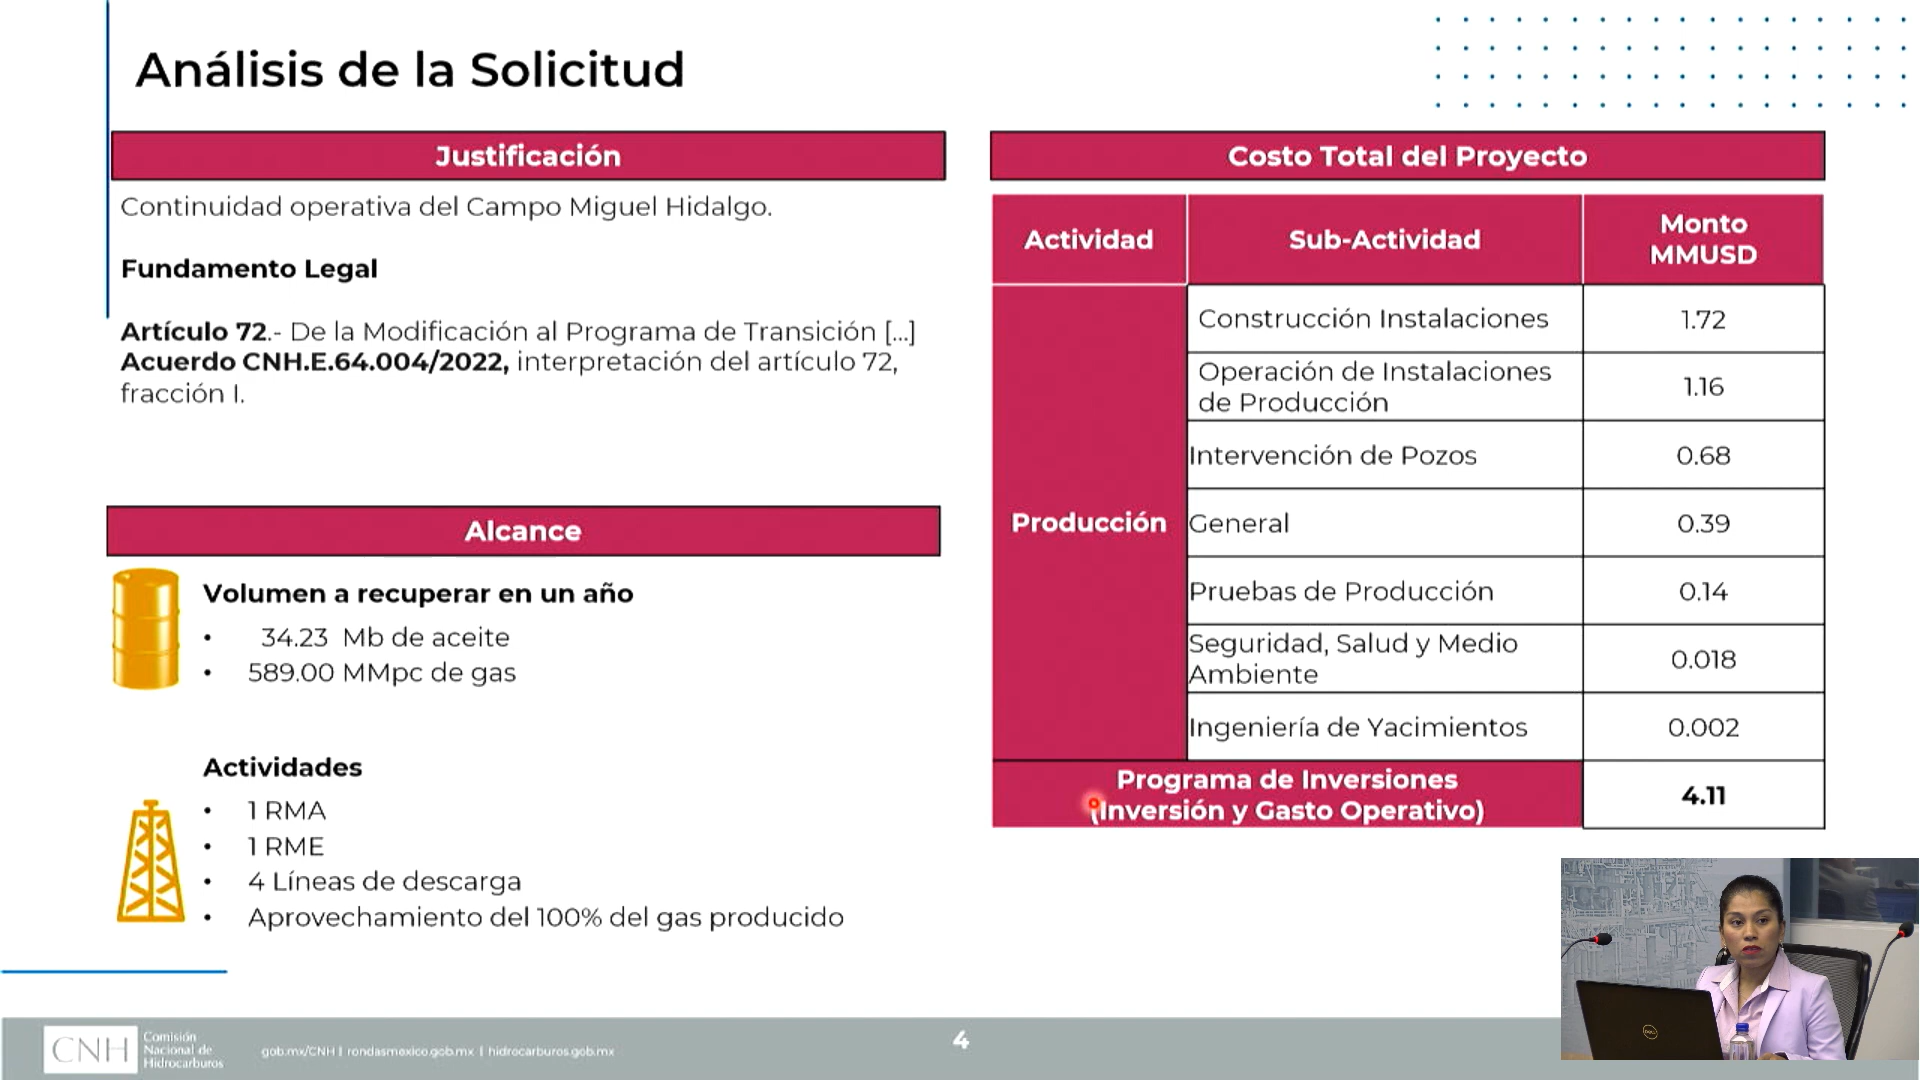 Análisis de la Solicitud
Justificación
Continuidad operativa del Campo Miguel Hidalgo.
Fundamento Legal
Artículo 72.- De la Modificación al Programa de Transición [...]
Acuerdo CNH.E.64.004/2022, interpretación del artículo 72,
fracción I.
Alcance
Volumen a recuperar en un año
• 34.23 Mb de aceite
• 589.00 MMpc de gas
Actividades
• 1 RMA
• 1 RME
• 4 Líneas de descarga
• Aprovechamiento del 100% del gas producido
Costo Total del Proyecto
Actividad Sub-Actividad Monto
MMUSD
Producción
Construcción Instalaciones 1.72
Operación de Instalaciones
de Producción 1.16
Intervención de Pozos 0.68
General 0.39
Pruebas de Producción 0.14
Seguridad, Salud y Medio
Ambiente 0.018
Ingeniería de Yacimientos 0.002
Programa de Inversiones
(Inversión y Gasto Operativo) 4.11
CNH
Comisión
Nacional de
Hidrocarburos
gob.mx/CNH | rondasmexico.gob.mx | hidrocarburos.gob.mx
4
DELL